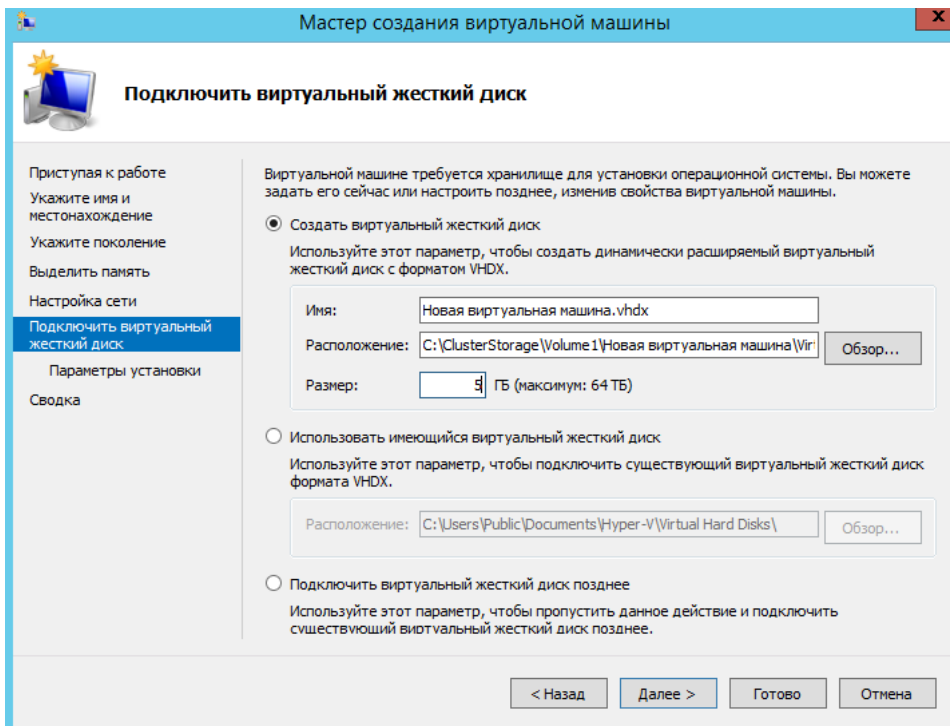 Мастер создания виртуальной машины
x
Подключить виртуальный жесткий диск
Приступая к работе
Укажите имя и
местонахождение
Укажите поколение
Выделить память
Настройка сети
Подключить виртуальный
жесткий диск
Параметры установки
Сводка
Виртуальной машине требуется хранилище для установки операционной системы. Вы можете
задать его сейчас или настроить позднее, изменив свойства виртуальной машины.
Создать виртуальный жесткий диск
Используйте этот параметр, чтобы создать динамически расширяемый виртуальный
жесткий диск с форматом VHDX.
Имя: Новая виртуальная машина.vhdx
Расположение: C:\ClusterStorage\Volume1\Новая виртуальная машина\Vir Обзор...
Размер: 5 ГБ (максимум: 64 ТБ)
Использовать имеющийся виртуальный жесткий диск
Используйте этот параметр, чтобы подключить существующий виртуальный жесткий диск
формата VHDX.
Расположение: C:\Users\Public\Documents\Hyper-V\Virtual Hard Disks\ Обзор...
Подключить виртуальный жесткий диск позднее
Используйте этот параметр, чтобы пропустить данное действие и подключить
существующий виртуальный жесткий диск позднее.
< Назад Далее > Готово Отмена